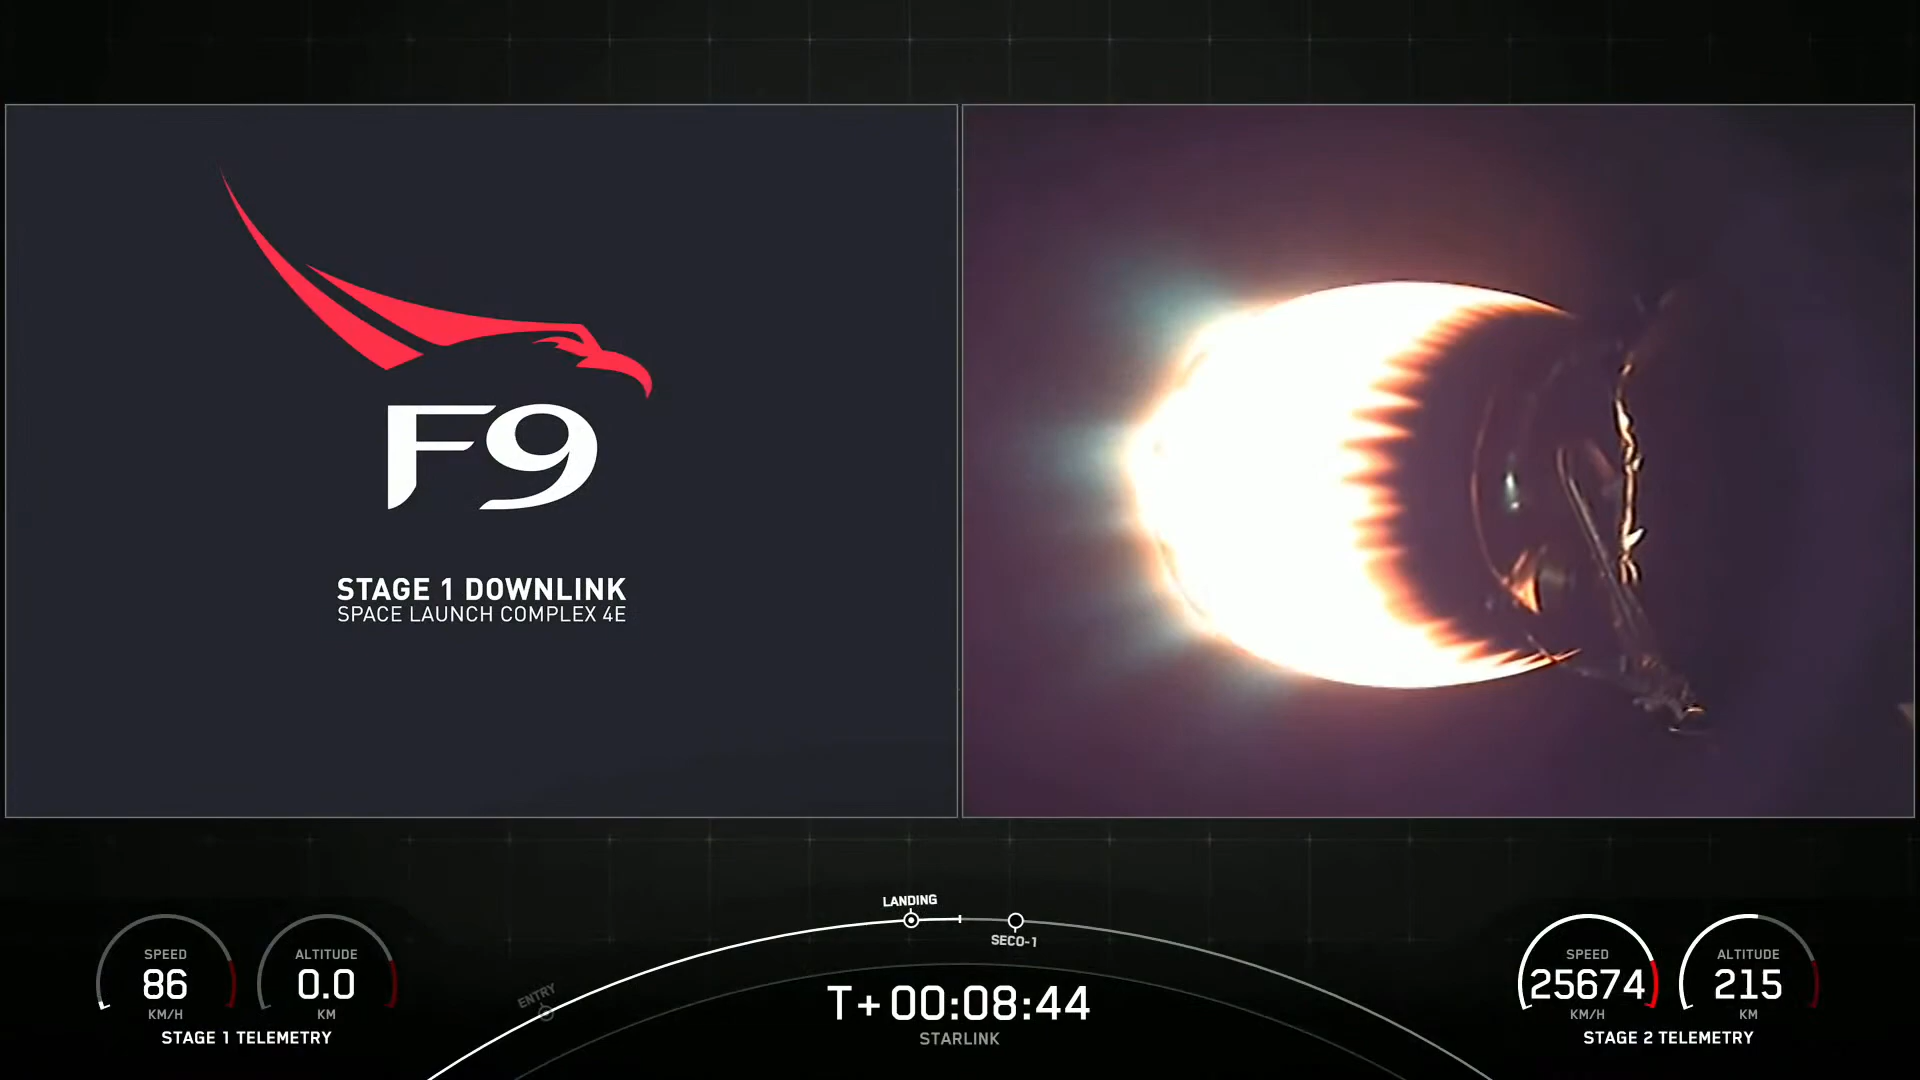 F9
STAGE 1 DOWNLINK
SPACE LAUNCH COMPLEX 4E
SPEED
86
KM/H
ALTITUDE
0.0
KM
STAGE 1 TELEMETRY
ENTRY
LANDING
SECO-1
T+00:08:44
STARLINK
SPEED
25674
KM/H
ALTITUDE
215
KM
STAGE 2 TELEMETRY